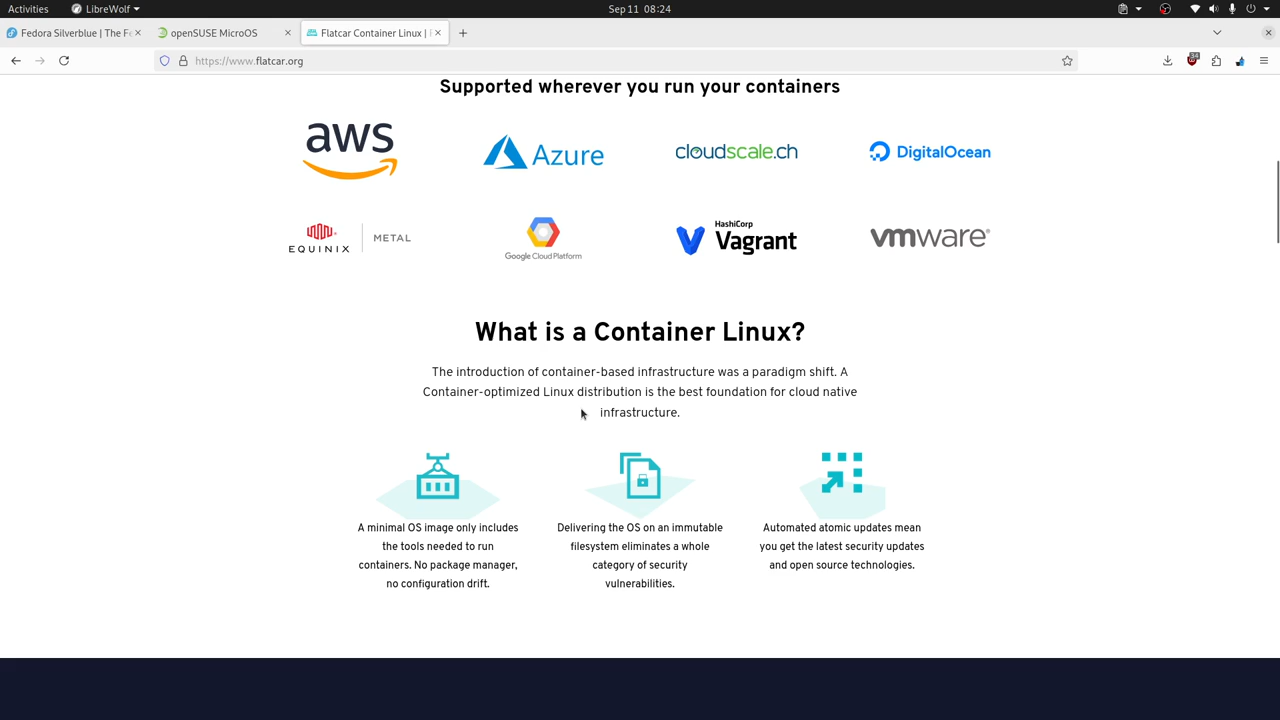 Activities
LibreWolf
Sep 11 08:24
Fedora Silverblue | The F
openSUSE MicroOS
Flatcar Container Linux |
https://www.flatcar.org
Supported wherever you run your containers
aws
Azure
cloudscale.ch
DigitalOcean
EQUINIX METAL
Google Cloud Platform
HashiCorp
Vagrant
vmware®
What is a Container Linux?
The introduction of container-based infrastructure was a paradigm shift. A
Container-optimized Linux distribution is the best foundation for cloud native
infrastructure.
A minimal OS image only includes
the tools needed to run
containers. No package manager,
no configuration drift.
Delivering the OS on an immutable
filesystem eliminates a whole
category of security
vulnerabilities.
Automated atomic updates mean
you get the latest security updates
and open source technologies.